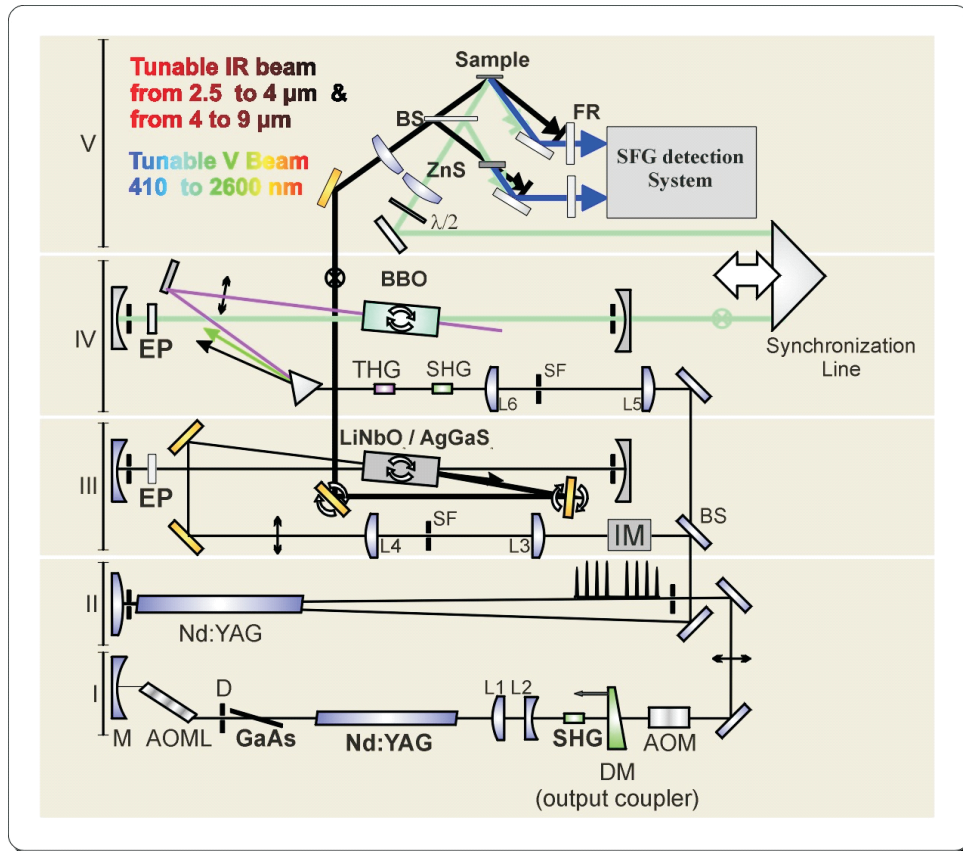 Tunable IR beam
from 2.5 to 4 µm &
from 4 to 9 µm
Tunable V Beam
410 to 2600 nm
V
Sample
BS
FR
ZnS
SFG detection
System
λ/2
IV
BBO
EP
Synchronization
Line
THG
SHG
SF
L6
L5
III
LiNbO / AgGaS
EP
BS
SF
IM
L4
L3
II
Nd:YAG
I
D
L1
L2
M
AOML
GaAs
Nd:YAG
SHG
AOM
DM
(output coupler)